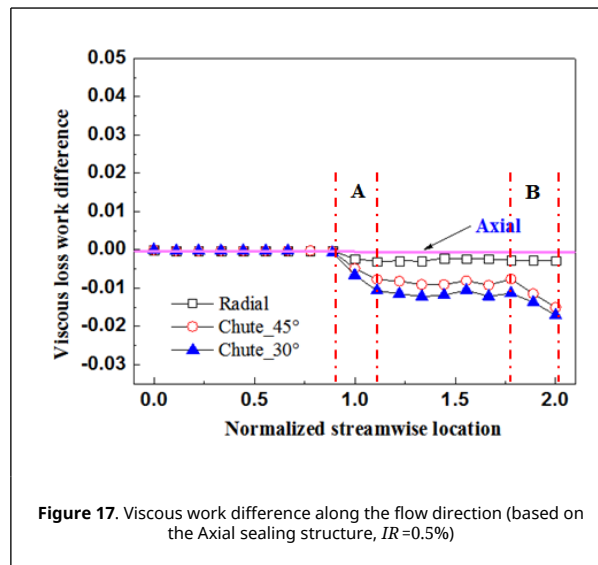 0.05
0.04
0.03
0.02
0.01
0.00
-0.01
-0.02
-0.03
Viscous loss work difference
A
B
Axial
Radial
Chute_45°
Chute_30°
0.0 0.5 1.0 1.5 2.0
Normalized streamwise location
Figure 17. Viscous work difference along the flow direction (based on
the Axial sealing structure, IR=0.5%)